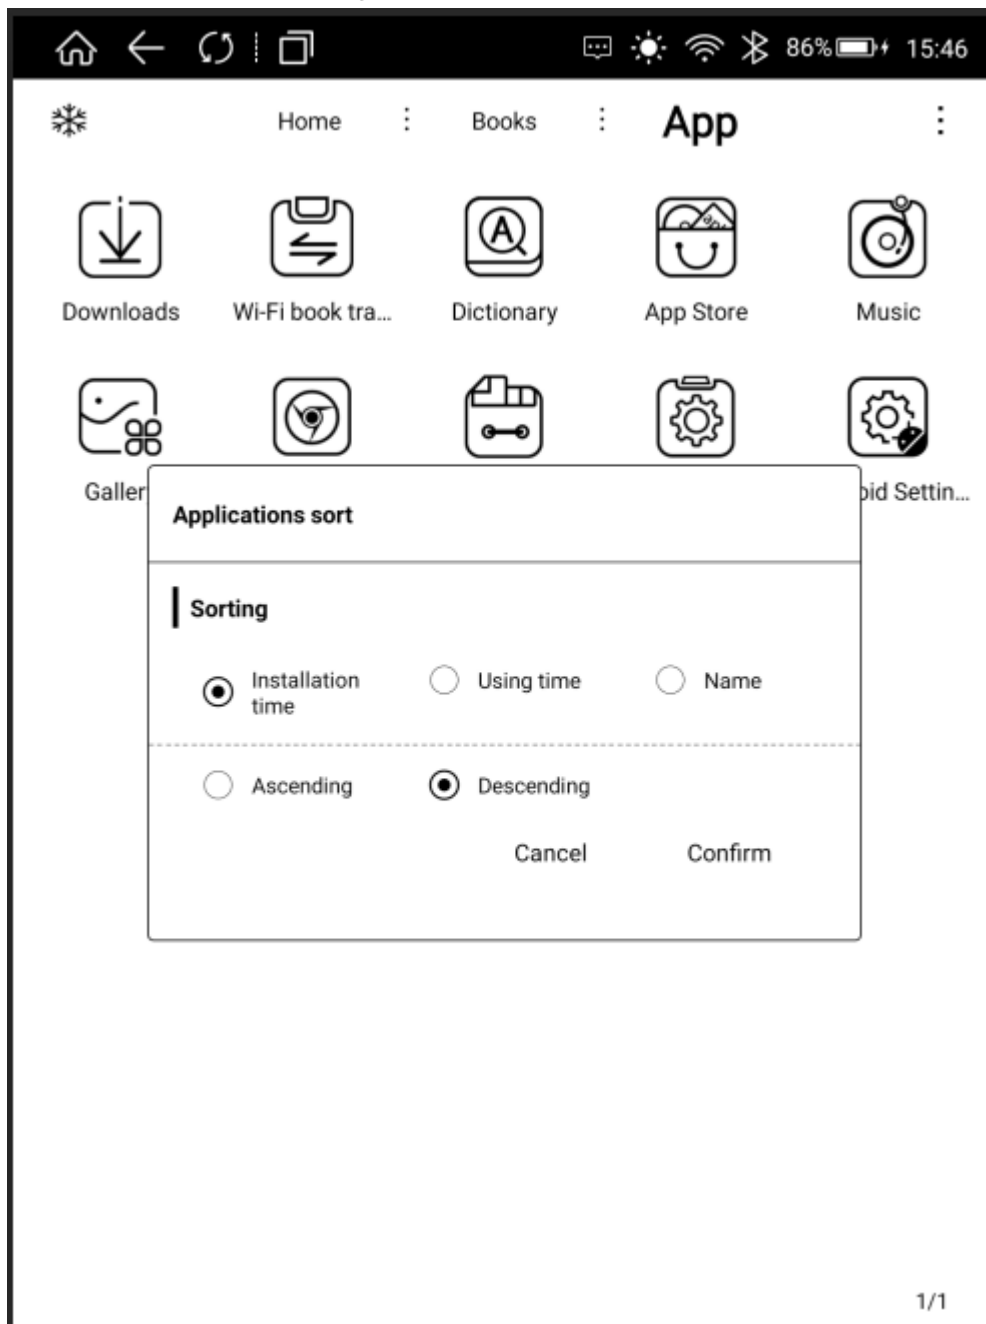 86% 15:46
Home Books App
Downloads Wi-Fi book tra... Dictionary App Store Music
Galler oid Settin...
Applications sort
Sorting
Installation time Using time Name
Ascending Descending
Cancel Confirm
1/1